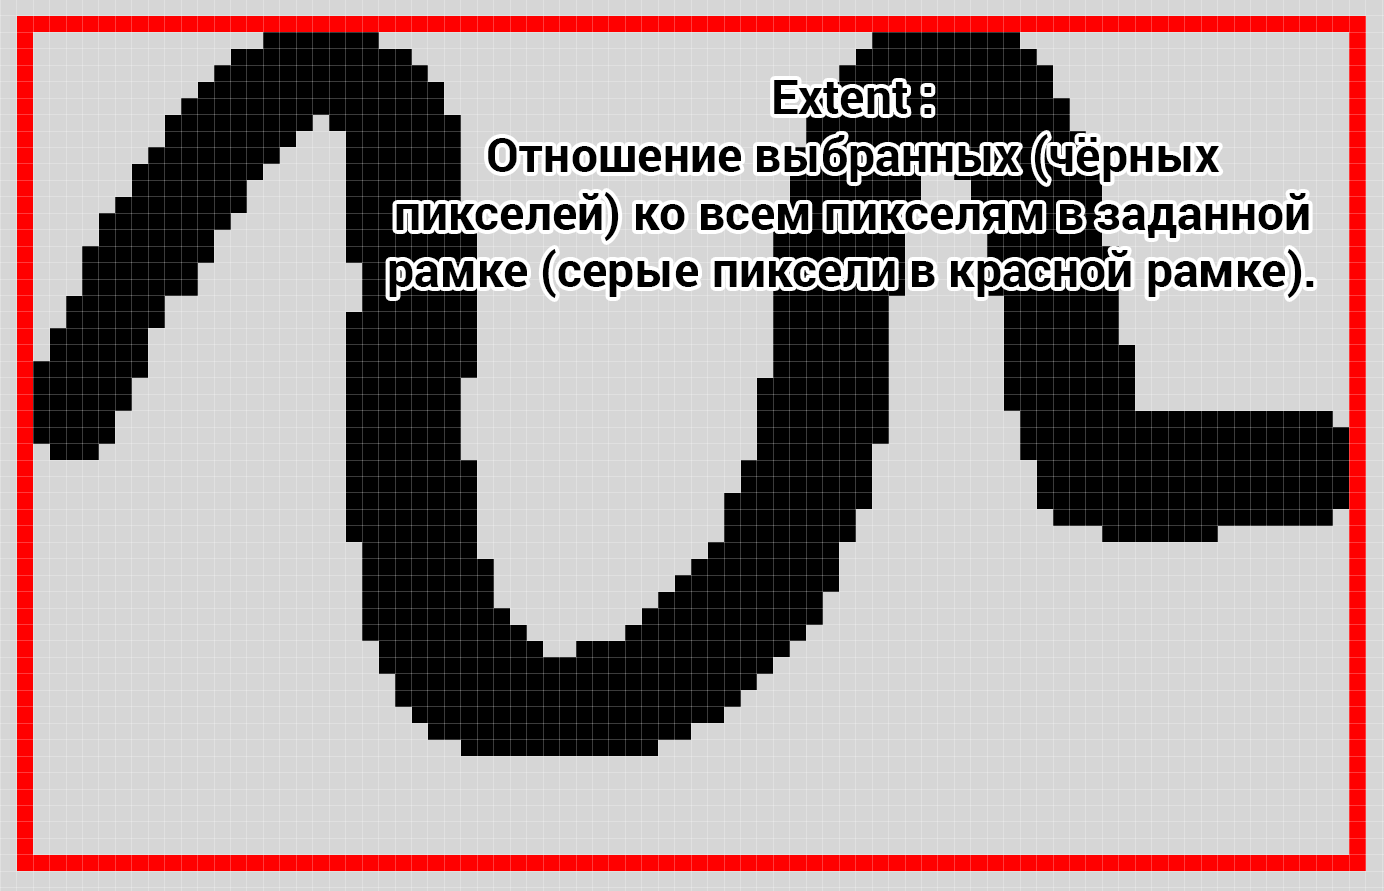 Extent :
Отношение выбранных (чёрных
пикселей) ко всем пикселям в заданной
рамке (серые пиксели в красной рамке).